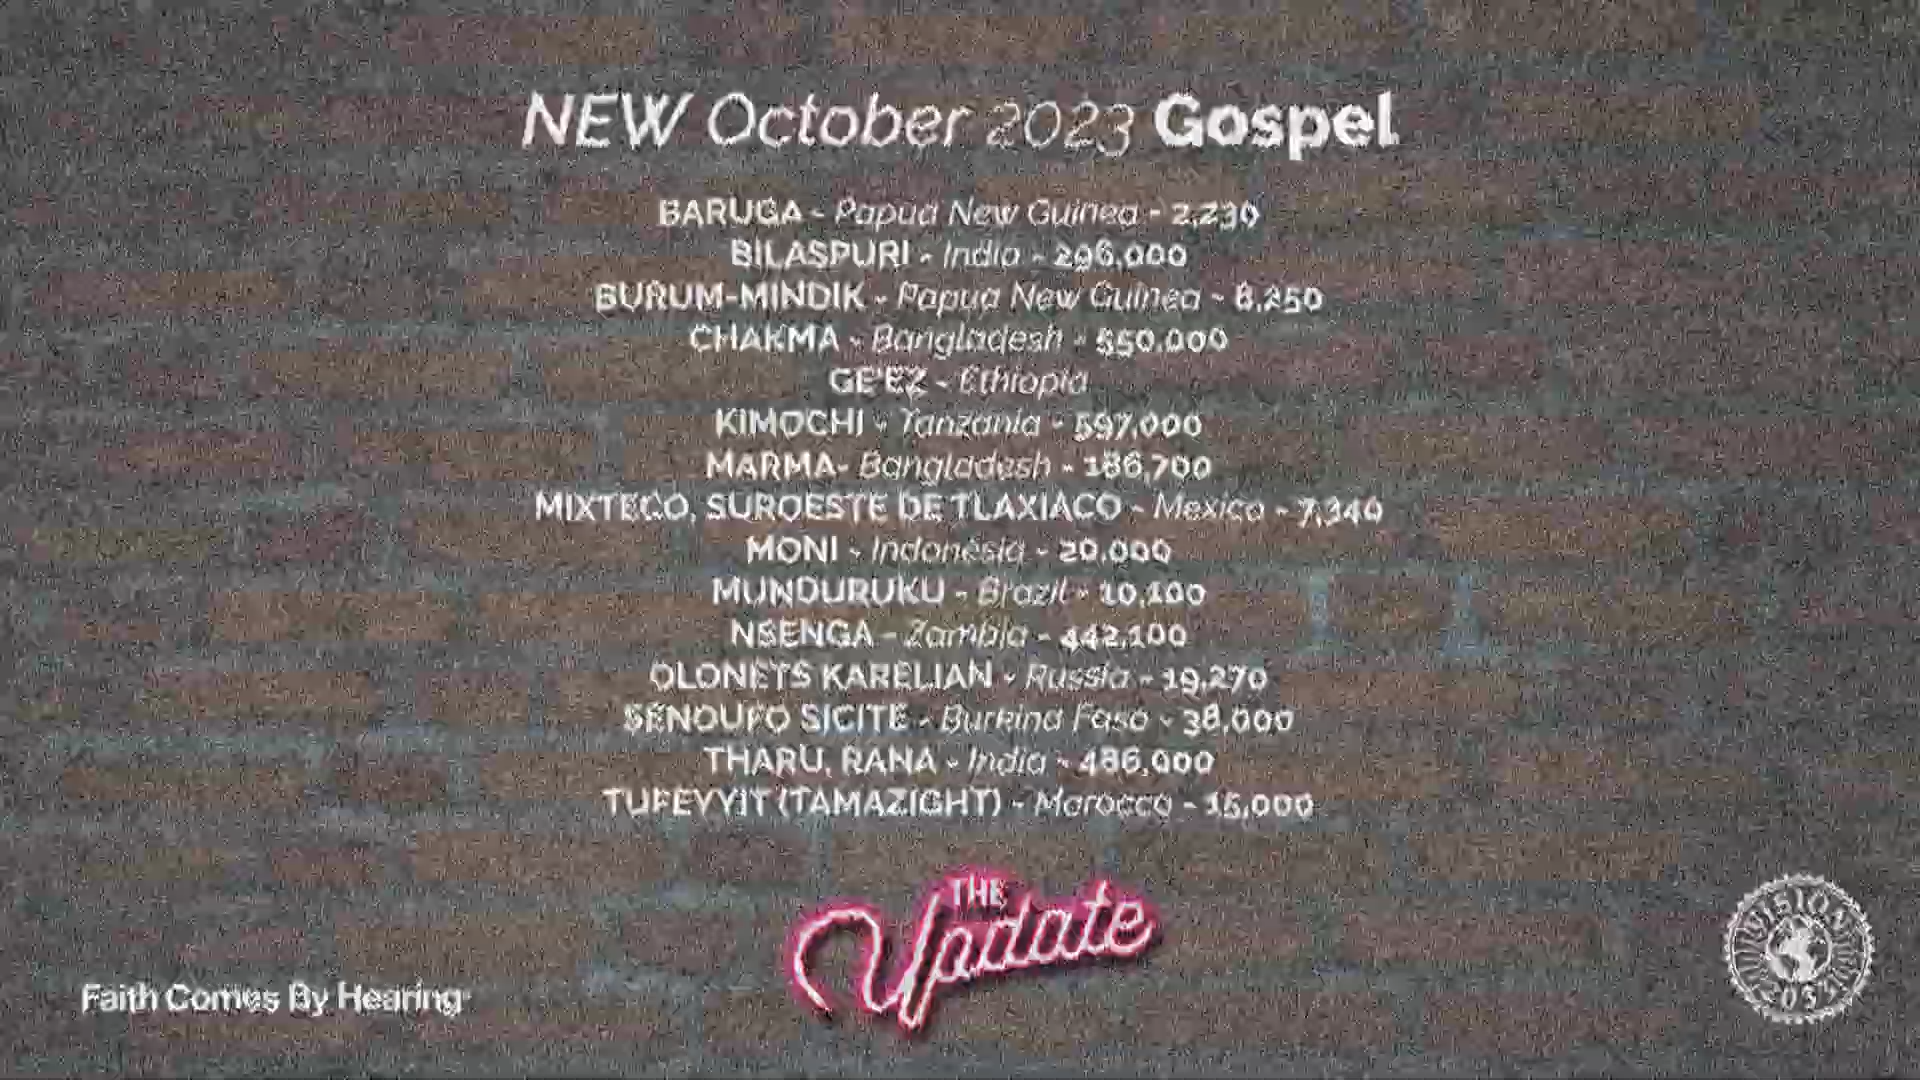 NEW October 2023 Gospel
BARUGA - Papua New Guinea - 2,230
BILASPURI - India - 296,000
BURUM-MINDIK - Papua New Guinea - 8,250
CHAKMA - Bangladesh - 550,000
GE'EZ - Ethiopia
KIMOCHI - Tanzania - 597,000
MARMA- Bangladesh - 186,700
MIXTECO, SUROESTE DE TLAXIACO - Mexico - 7,340
MONI - Indonesia - 20,000
MUNDURUKU - Brazil - 10,100
NSENGA - Zambia - 442,100
OLONETS KARELIAN - Russia - 19,270
SENOUFO SICITE - Burkina Faso - 38,000
THARU, RANA - India - 486,000
(TAMAZIGHT) - Morocco - 15,000
THE
Update
Faith Comes By Hearing
VISION